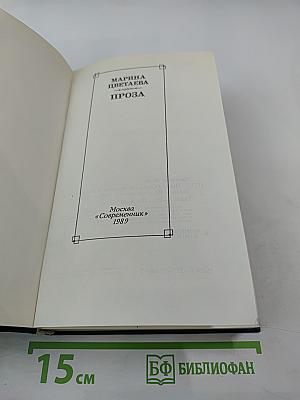 МАРИНА
ЦВЕТАЕВА
ПРОЗА
Москва
«Современник»
1989
15 см
БФ БИБЛИОФАН